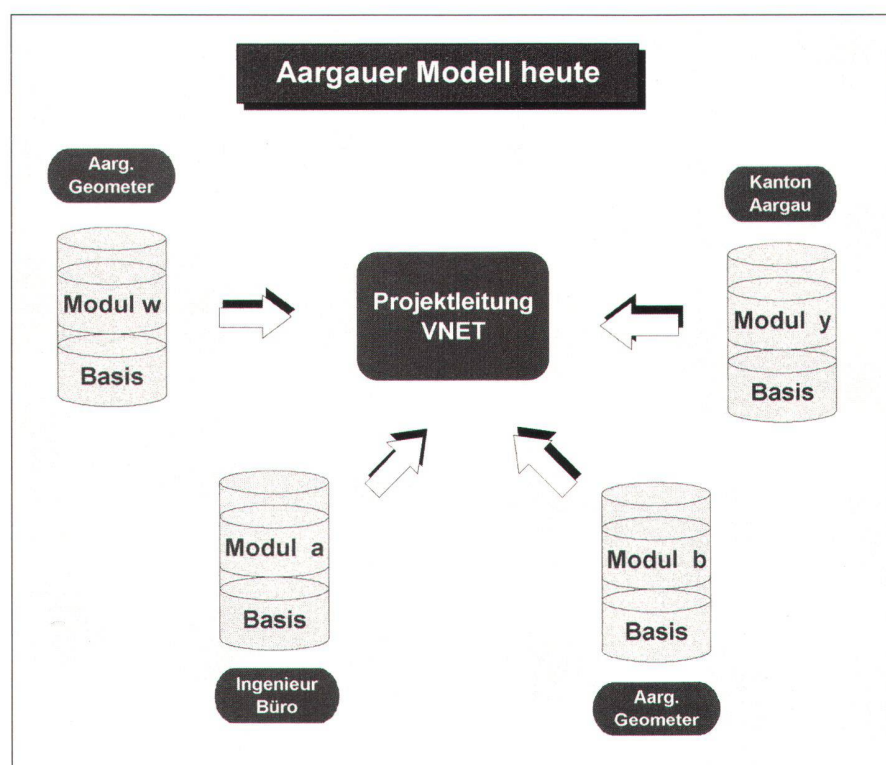 Aargauer Modell heute
Aarg.
Geometer
Modul w
Basis
Kanton
Aargau
Modul y
Basis
Projektleitung
VNET
Modul a
Basis
Ingenieur
Büro
Modul b
Basis
Aarg.
Geometer